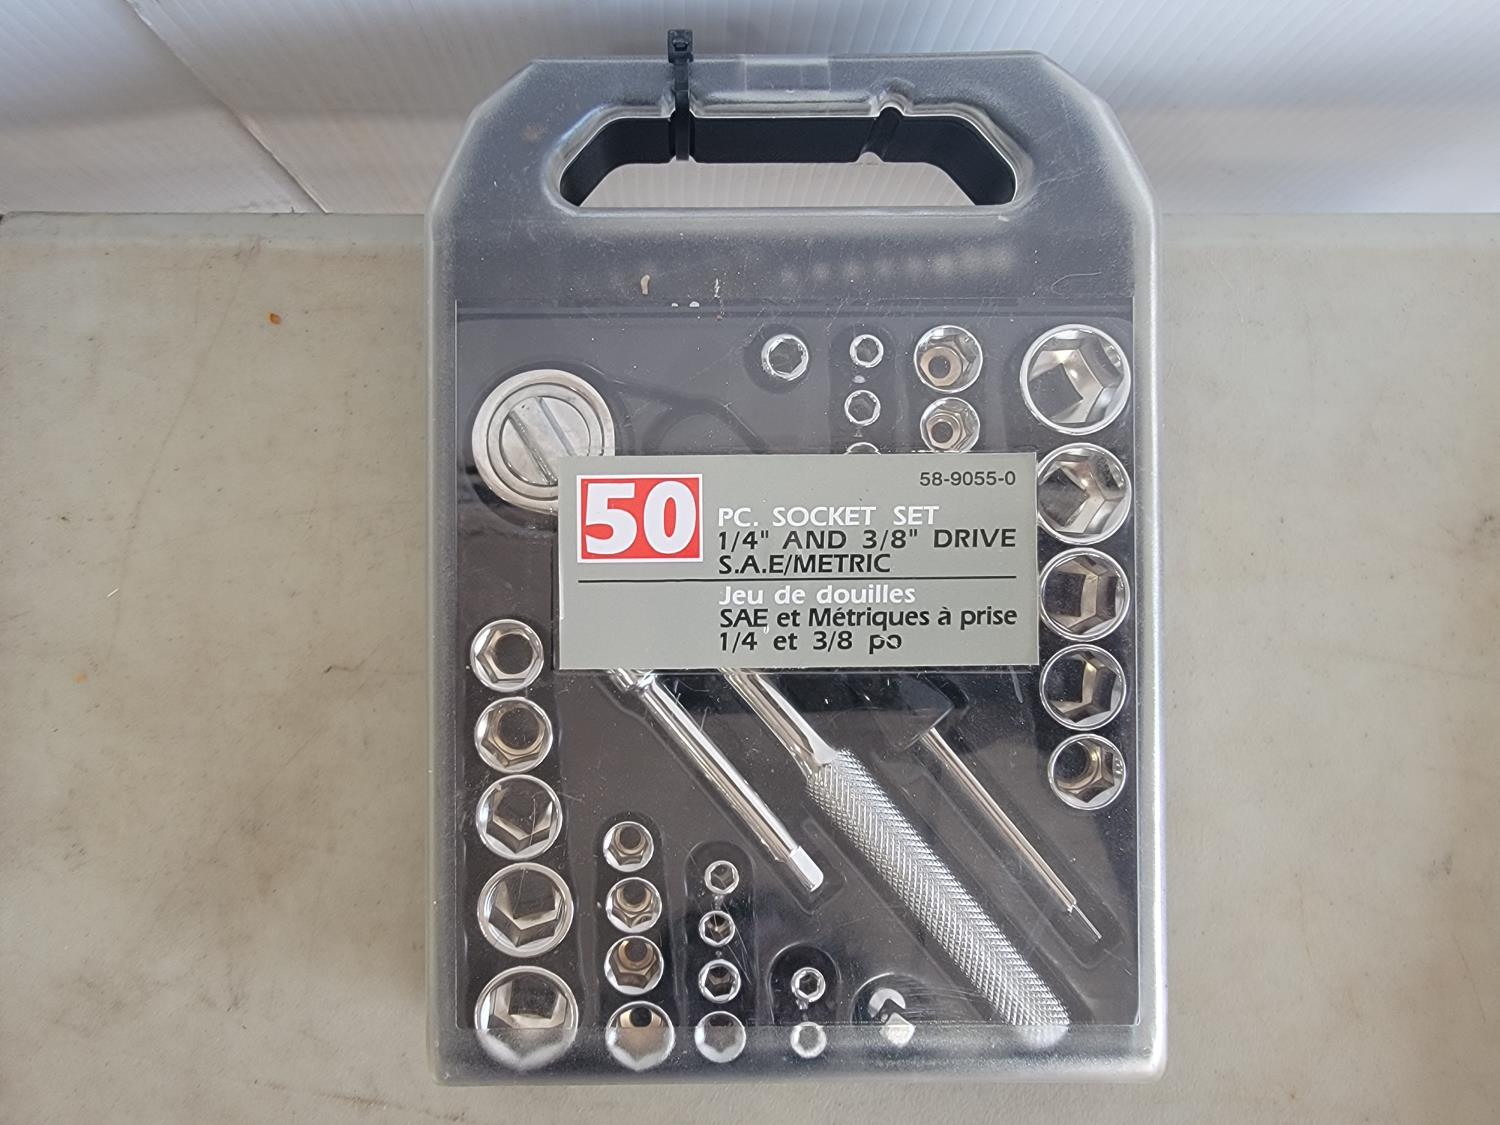 58-9055-0
50
PC. SOCKET SET
1/4" AND 3/8" DRIVE
S.A.E/METRIC
Jeu de douilles
SAE et Métriques à prise
1/4 et 3/8 po